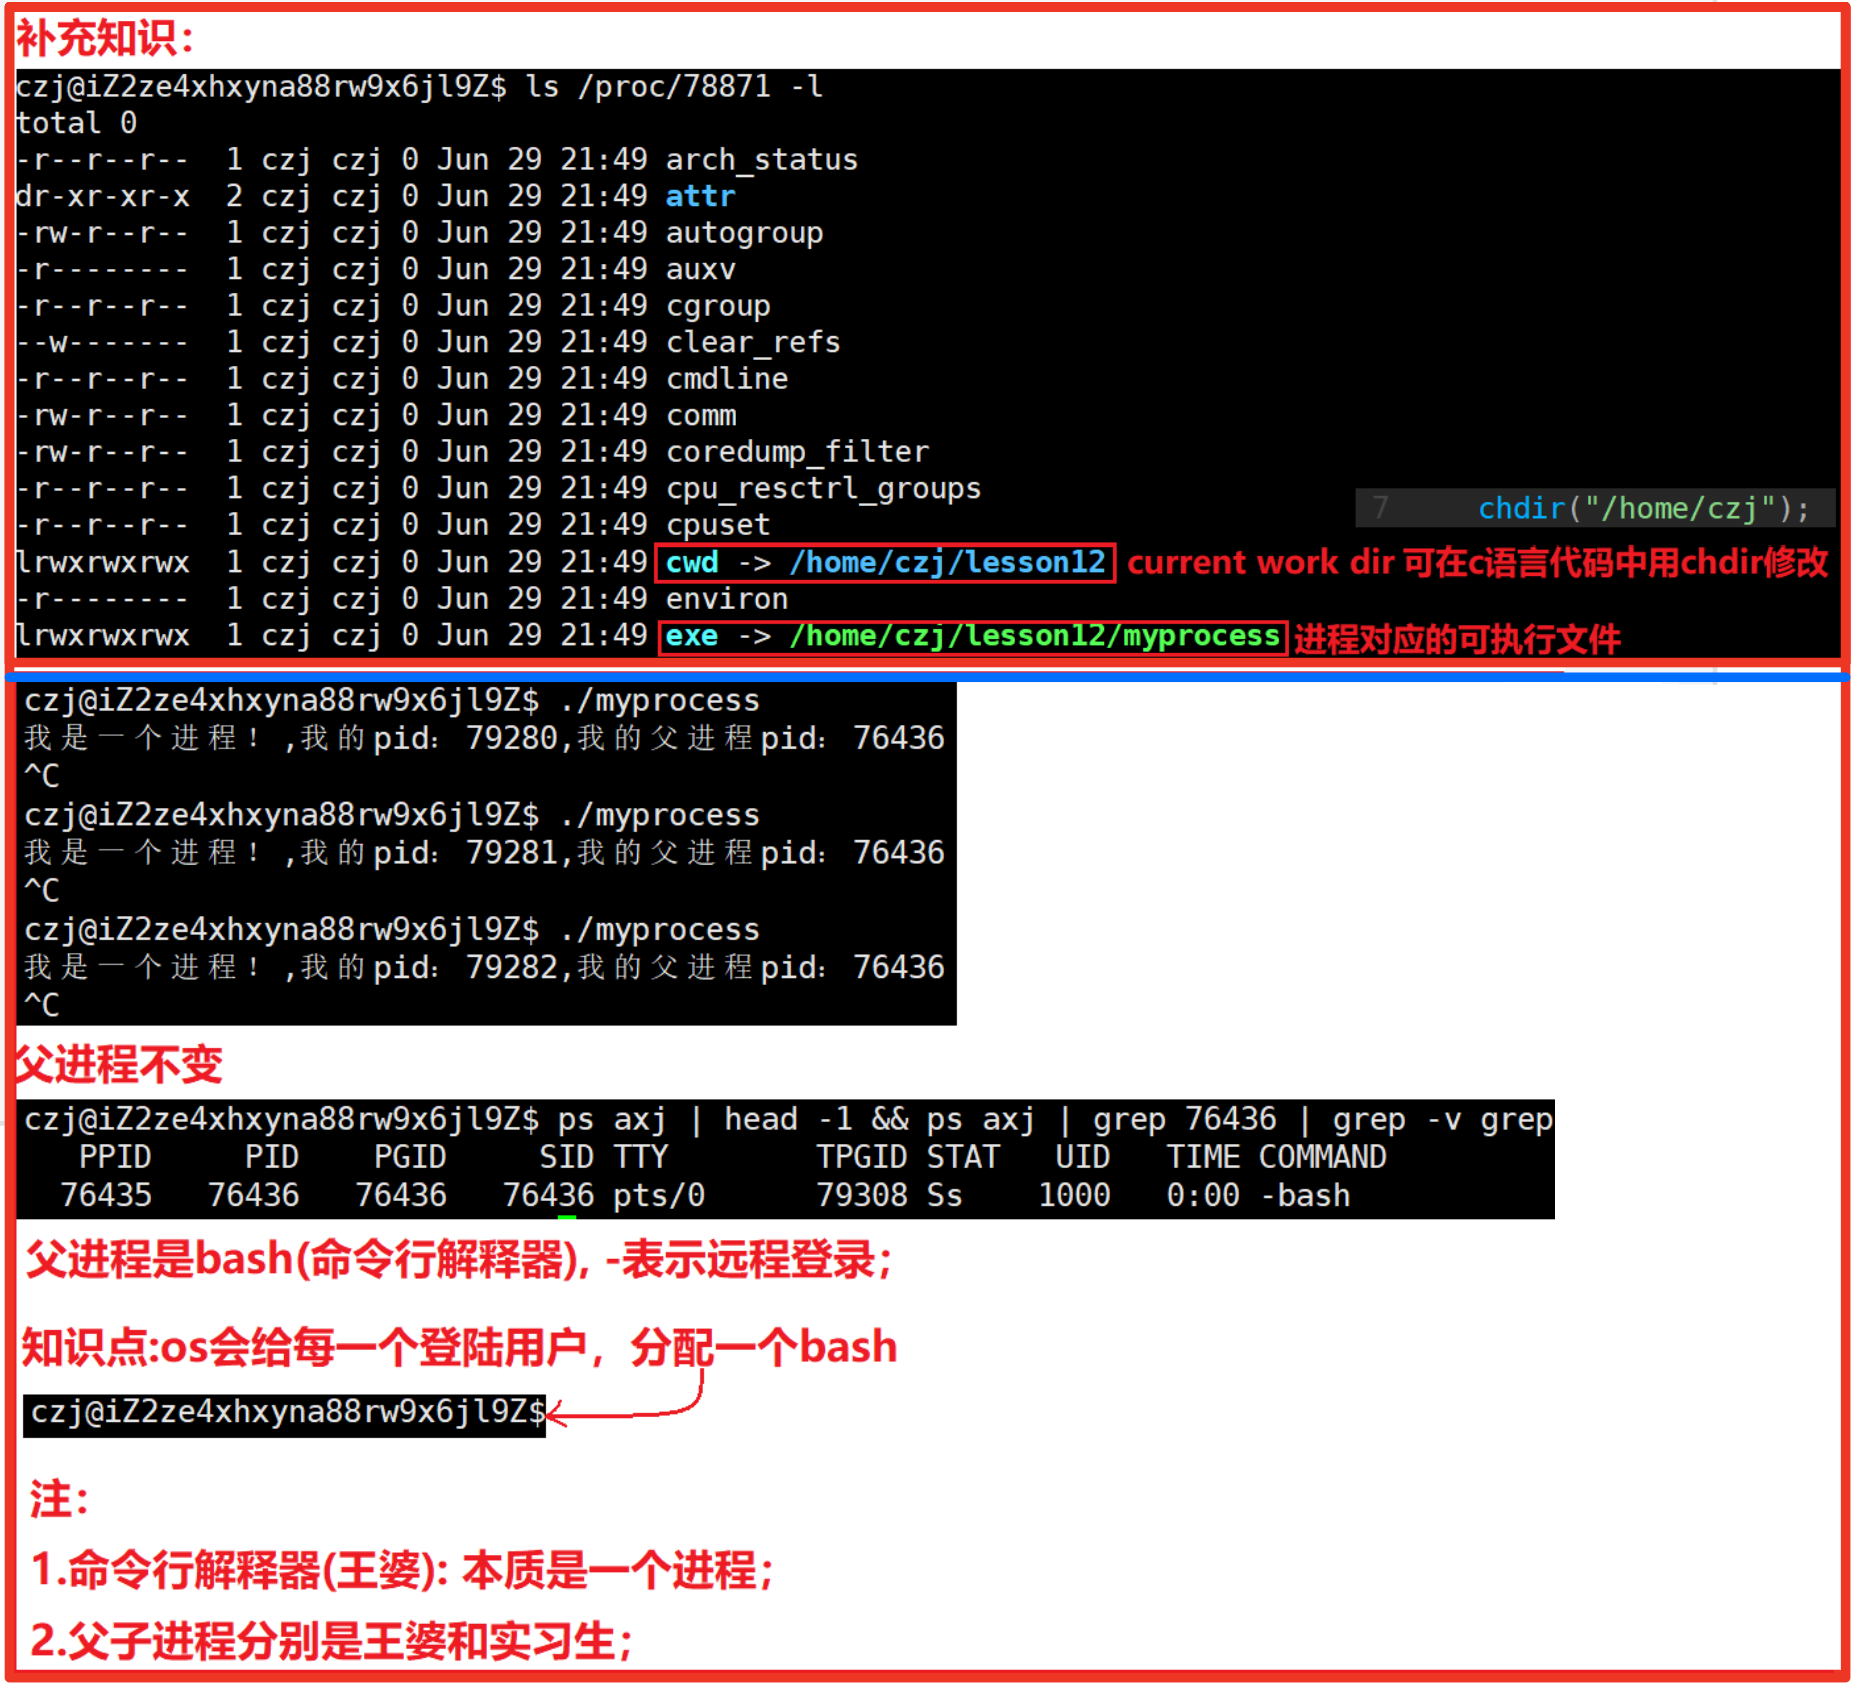 补充知识：
czj@iZ2ze4xhxyna88rw9x6jl9Z$ ls /proc/78871 -l
total 0
-r--r--r--  1 czj czj 0 Jun 29 21:49 arch_status
dr-xr-xr-x  2 czj czj 0 Jun 29 21:49 attr
-rw-r--r--  1 czj czj 0 Jun 29 21:49 autogroup
-r--------  1 czj czj 0 Jun 29 21:49 auxv
-r--r--r--  1 czj czj 0 Jun 29 21:49 cgroup
--w-------  1 czj czj 0 Jun 29 21:49 clear_refs
-r--r--r--  1 czj czj 0 Jun 29 21:49 cmdline
-rw-r--r--  1 czj czj 0 Jun 29 21:49 comm
-rw-r--r--  1 czj czj 0 Jun 29 21:49 coredump_filter
-r--r--r--  1 czj czj 0 Jun 29 21:49 cpu_resctrl_groups
7 chdir("/home/czj");
-r--r--r--  1 czj czj 0 Jun 29 21:49 cpuset
lrwxrwxrwx  1 czj czj 0 Jun 29 21:49 cwd -> /home/czj/lesson12 current work dir 可在c语言代码中用chdir修改
-r--------  1 czj czj 0 Jun 29 21:49 environ
lrwxrwxrwx  1 czj czj 0 Jun 29 21:49 exe -> /home/czj/lesson12/myprocess 进程对应的可执行文件
czj@iZ2ze4xhxyna88rw9x6jl9Z$ ./myprocess
我是一个进程！,我的pid：79280,我的父进程pid：76436
^C
czj@iZ2ze4xhxyna88rw9x6jl9Z$ ./myprocess
我是一个进程！,我的pid：79281,我的父进程pid：76436
^C
czj@iZ2ze4xhxyna88rw9x6jl9Z$ ./myprocess
我是一个进程！,我的pid：79282,我的父进程pid：76436
^C
父进程不变
czj@iZ2ze4xhxyna88rw9x6jl9Z$ ps axj | head -1 && ps axj | grep 76436 | grep -v grep
PPID PID PGID SID TTY TPGID STAT UID TIME COMMAND
76435 76436 76436 76436 pts/0 79308 Ss 1000 0:00 -bash
父进程是bash(命令行解释器), -表示远程登录；
知识点:os会给每一个登陆用户，分配一个bash
czj@iZ2ze4xhxyna88rw9x6jl9Z$
注：
1.命令行解释器(王婆): 本质是一个进程；
2.父子进程分别是王婆和实习生；